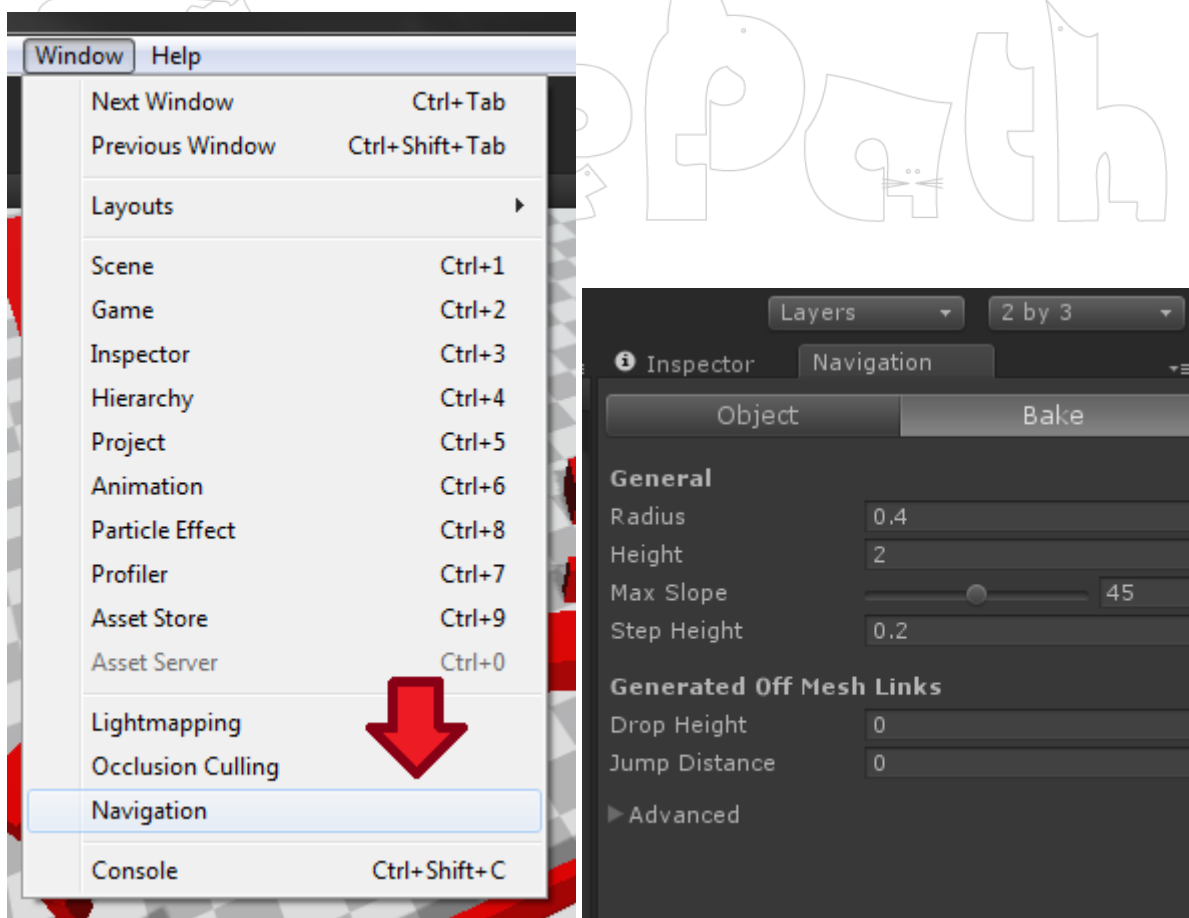 Window Help
Next Window Ctrl+Tab
Previous Window Ctrl+Shift+Tab
Layouts
Scene Ctrl+1
Game Ctrl+2
Inspector Ctrl+3
Hierarchy Ctrl+4
Project Ctrl+5
Animation Ctrl+6
Particle Effect Ctrl+8
Profiler Ctrl+7
Asset Store Ctrl+9
Asset Server Ctrl+0
Lightmapping
Occlusion Culling
Navigation
Console Ctrl+Shift+C
ePath
Layers 2 by 3
Inspector Navigation
Object Bake
General
Radius 0.4
Height 2
Max Slope 45
Step Height 0.2
Generated Off Mesh Links
Drop Height 0
Jump Distance 0
Advanced